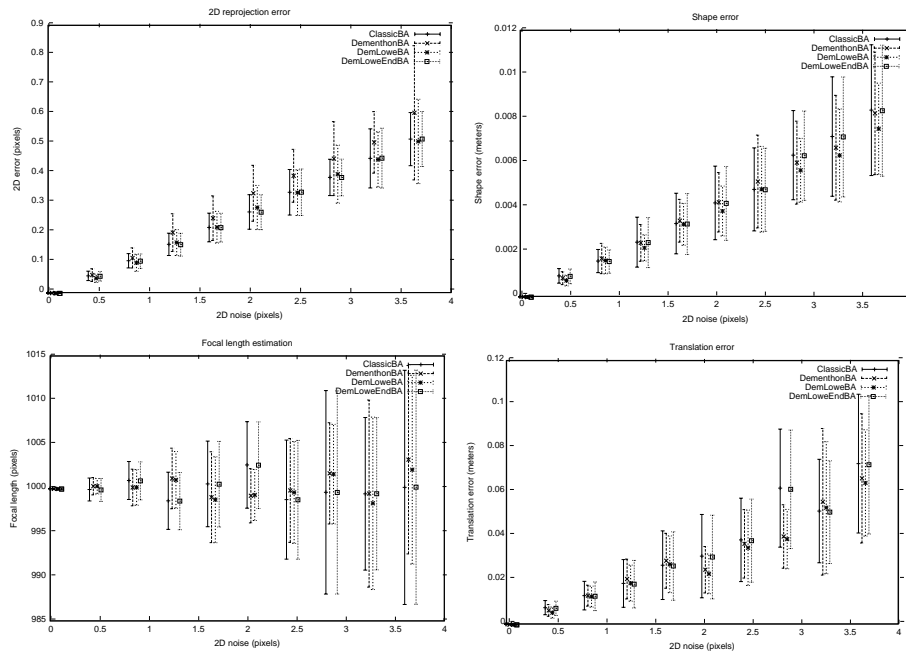 2D reprojection error
0.9
0.8
0.7
0.6
0.5
0.4
0.3
0.2
0.1
0
2D error (pixels)
ClassicBA
DementhonBA
DemLoweBA
DemLoweEndBA
0 0.5 1 1.5 2 2.5 3 3.5 4
2D noise (pixels)
Shape error
0.012
0.01
0.008
0.006
0.004
0.002
0
Shape error (meters)
ClassicBA
DementhonBA
DemLoweBA
DemLoweEndBA
0 0.5 1 1.5 2 2.5 3 3.5
2D noise (pixels)
Focal length estimation
1015
1010
1005
1000
995
990
985
Focal length (pixels)
ClassicBA
DementhonBA
DemLoweBA
DemLoweEndBA
0 0.5 1 1.5 2 2.5 3 3.5 4
2D noise (pixels)
Translation error
0.12
0.1
0.08
0.06
0.04
0.02
0
Translation error (meters)
ClassicBA
DementhonBA
DemLoweBA
DemLoweEndBA
0 0.5 1 1.5 2 2.5 3 3.5 4
2D noise (pixels)